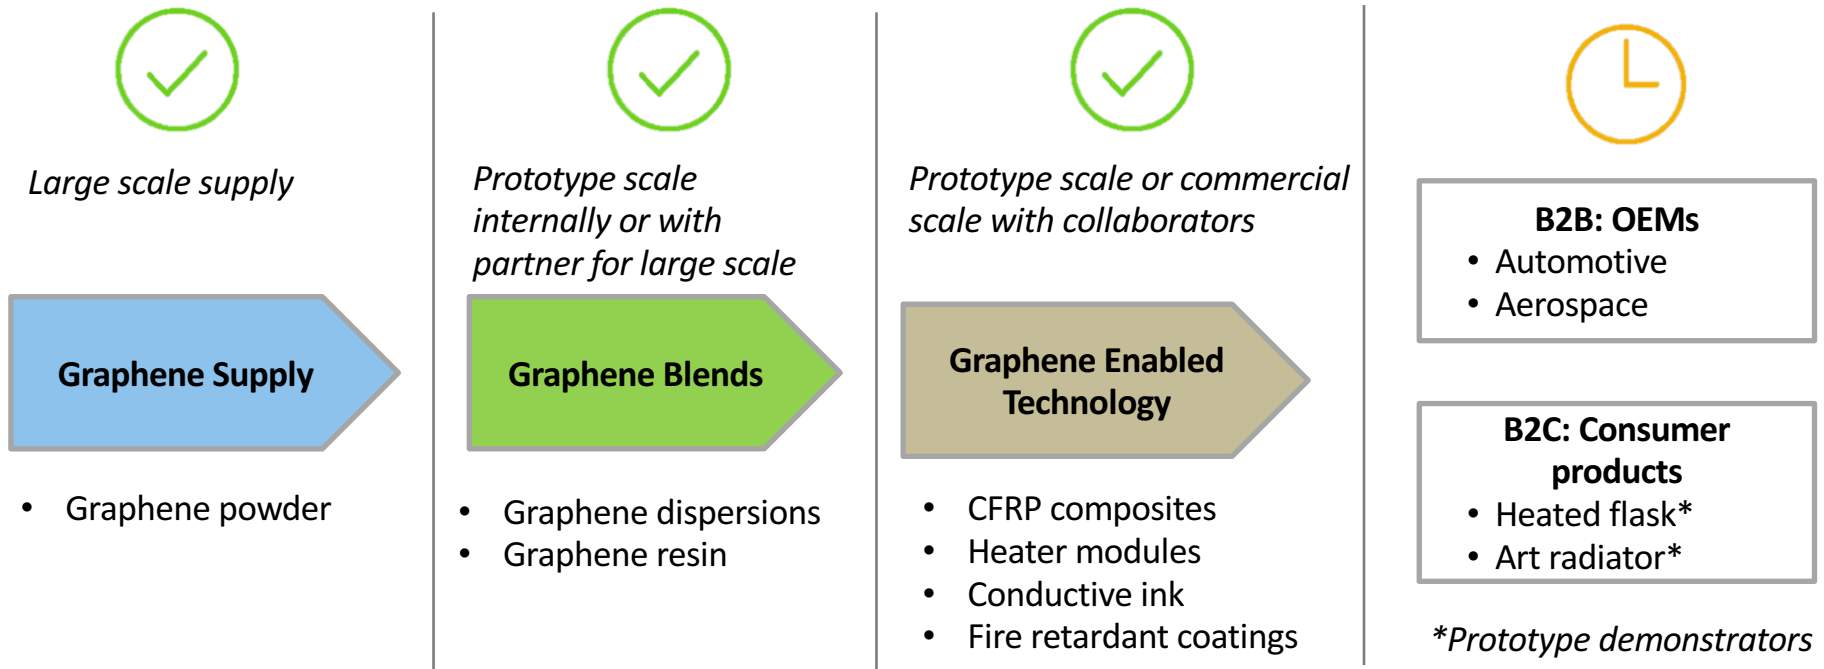 Large scale supply
Graphene Supply
• Graphene powder
Prototype scale
internally or with
partner for large scale
Graphene Blends
• Graphene dispersions
• Graphene resin
Prototype scale or commercial
scale with collaborators
Graphene Enabled
Technology
• CFRP composites
• Heater modules
• Conductive ink
• Fire retardant coatings
B2B: OEMs
• Automotive
• Aerospace
B2C: Consumer
products
• Heated flask*
• Art radiator*
*Prototype demonstrators